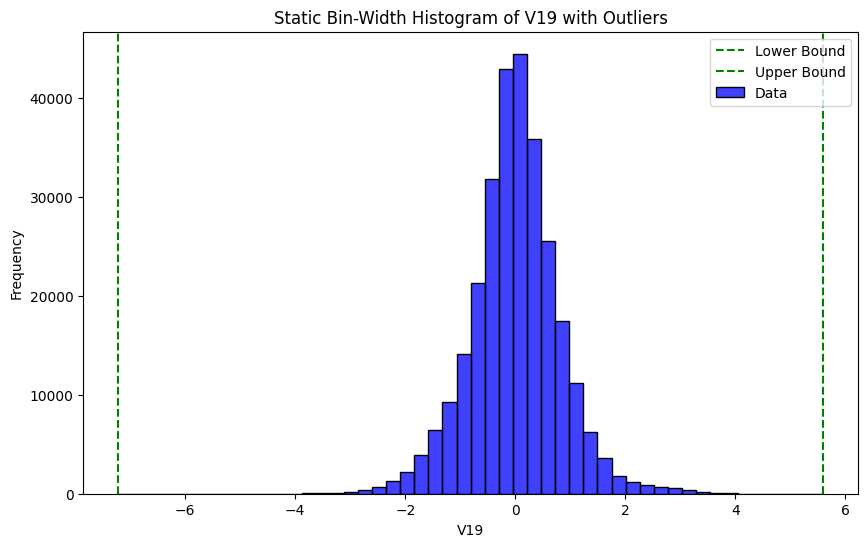 Static Bin-Width Histogram of V19 with Outliers
Lower Bound
Upper Bound
Data
Frequency
40000
30000
20000
10000
0
−6
−4
−2
0
2
4
6
V19